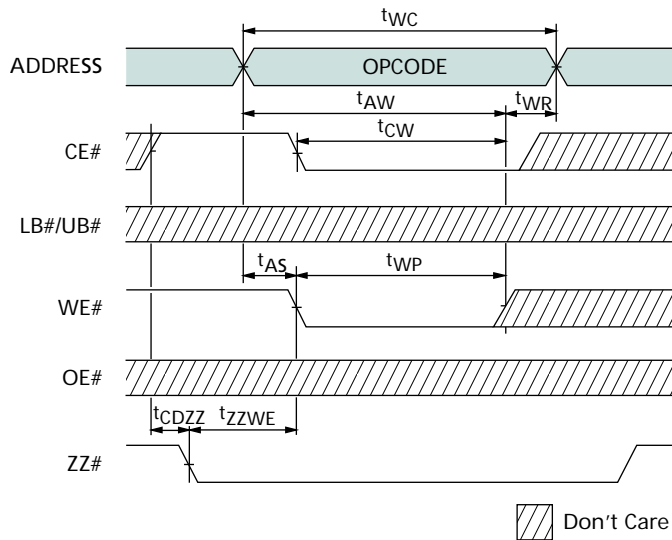 tWC
ADDRESS
OPCODE
tAW
tWR
tCW
CE#
LB#/UB#
tAS
tWP
WE#
OE#
tCDZZ
tZZWE
ZZ#
Don't Care